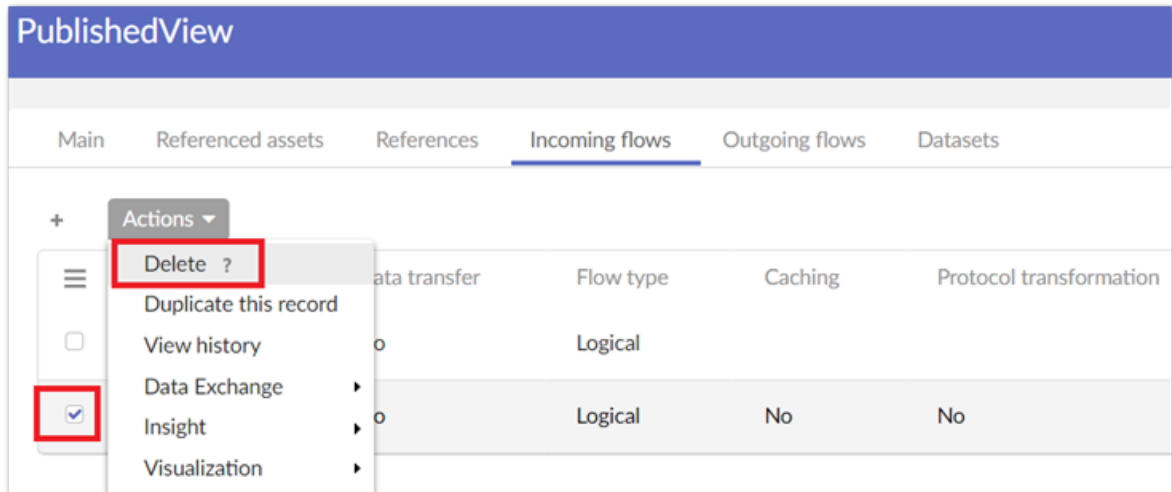 PublishedView
Main Referenced assets References Incoming flows Outgoing flows Datasets
+ Actions
Delete ?
ata transfer Flow type Caching Protocol transformation
Duplicate this record
View history
o Logical
Data Exchange
o Logical No No
Insight
Visualization